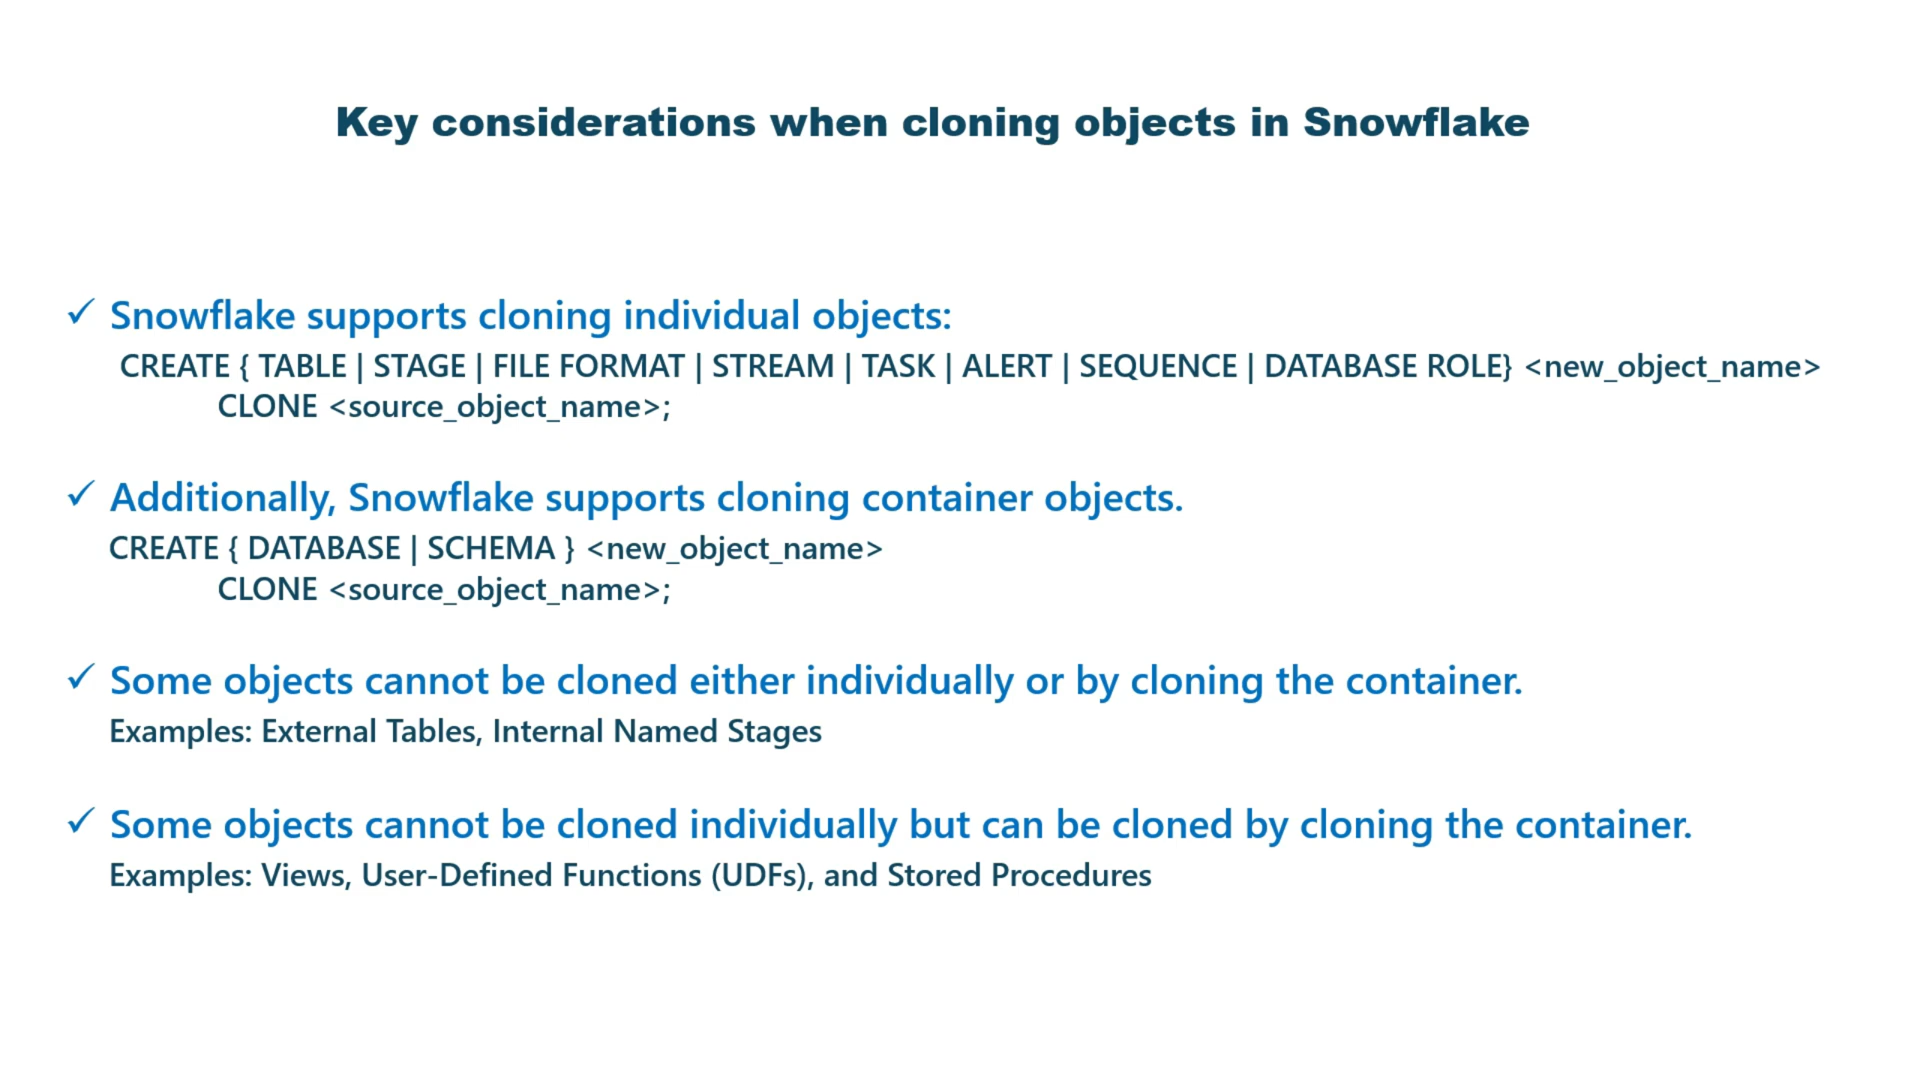 Key considerations when cloning objects in Snowflake
✓ Snowflake supports cloning individual objects:
CREATE { TABLE | STAGE | FILE FORMAT | STREAM | TASK | ALERT | SEQUENCE | DATABASE ROLE} <new_object_name>
CLONE <source_object_name>;
✓ Additionally, Snowflake supports cloning container objects.
CREATE { DATABASE | SCHEMA } <new_object_name>
CLONE <source_object_name>;
✓ Some objects cannot be cloned either individually or by cloning the container.
Examples: External Tables, Internal Named Stages
✓ Some objects cannot be cloned individually but can be cloned by cloning the container.
Examples: Views, User-Defined Functions (UDFs), and Stored Procedures